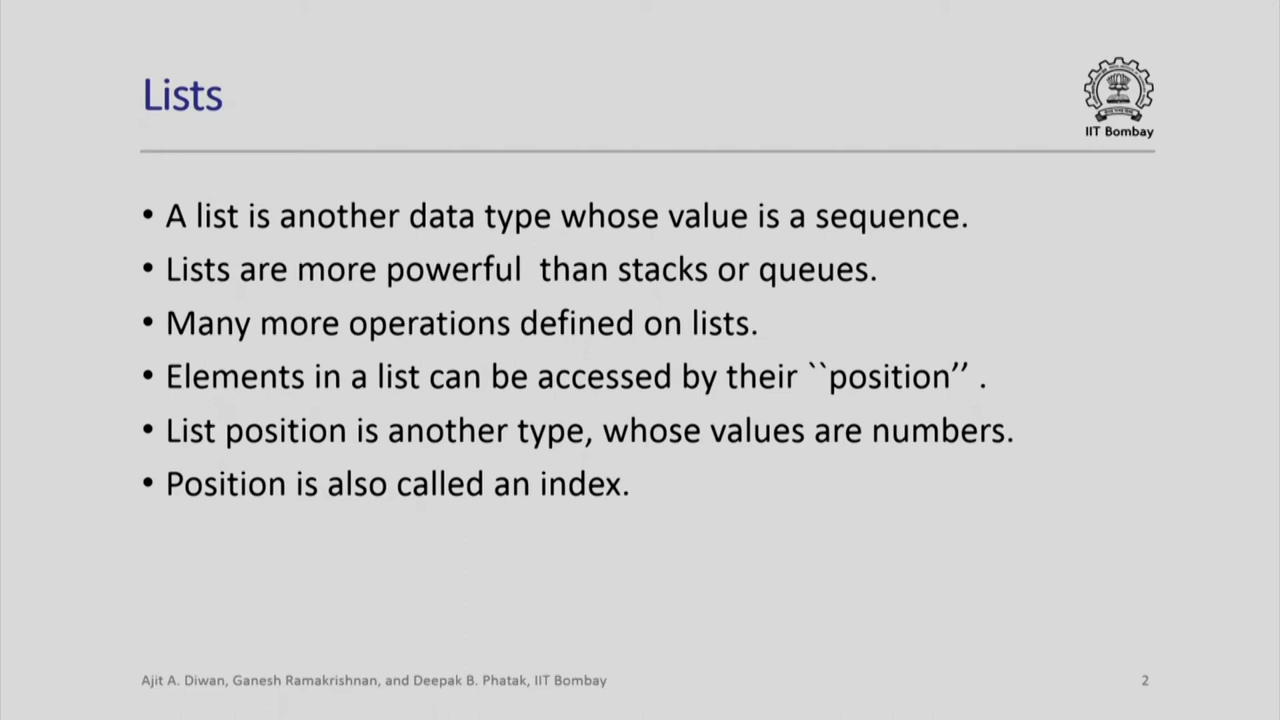 Lists
IIT Bombay
• A list is another data type whose value is a sequence.
• Lists are more powerful  than stacks or queues.
• Many more operations defined on lists.
• Elements in a list can be accessed by their ``position’’ .
• List position is another type, whose values are numbers.
• Position is also called an index.
Ajit A. Diwan, Ganesh Ramakrishnan, and Deepak B. Phatak, IIT Bombay
2